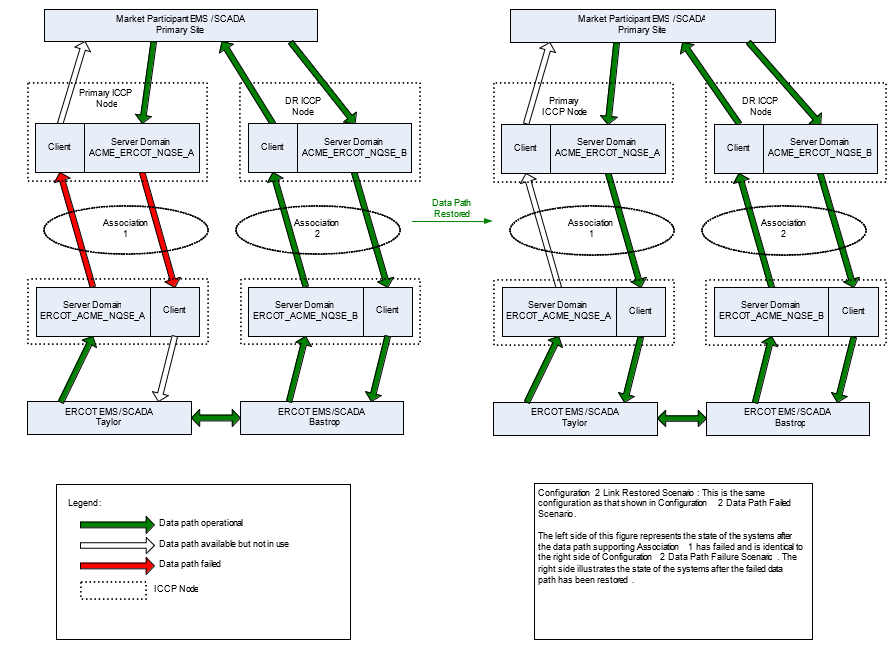 Market Participant EMS /SCADA
Primary Site
Primary ICCP
Node
DR ICCP
Node
Client
Server Domain
ACME_ERCOT_NQSE_A
Client
Server Domain
ACME_ERCOT_NQSE_B
Association
1
Association
2
Server Domain
ERCOT_ACME_NQSE_A
Client
Server Domain
ERCOT_ACME_NQSE_B
Client
ERCOT EMS/SCADA
Taylor
ERCOT EMS/SCADA
Bastrop
Data Path
Restored
Market Participant EMS /SCADA
Primary Site
Primary
ICCP Node
DR ICCP
Node
Client
Server Domain
ACME_ERCOT_NQSE_A
Client
Server Domain
ACME_ERCOT_NQSE_B
Association
1
Association
2
Server Domain
ERCOT_ACME_NQSE_A
Client
Server Domain
ERCOT_ACME_NQSE_B
Client
ERCOT EMS/SCADA
Taylor
ERCOT EMS/SCADA
Bastrop
Legend:
Data path operational
Data path available but not in use
Data path failed
ICCP Node
Configuration 2 Link Restored Scenario : This is the same
configuration as that shown in Configuration 2 Data Path Failed
Scenario.
The left side of this figure represents the state of the systems after
the data path supporting Association 1 has failed and is identical to
the right side of Configuration 2 Data Path Failure Scenario . The
right side illustrates the state of the systems after the failed data
path has been restored .